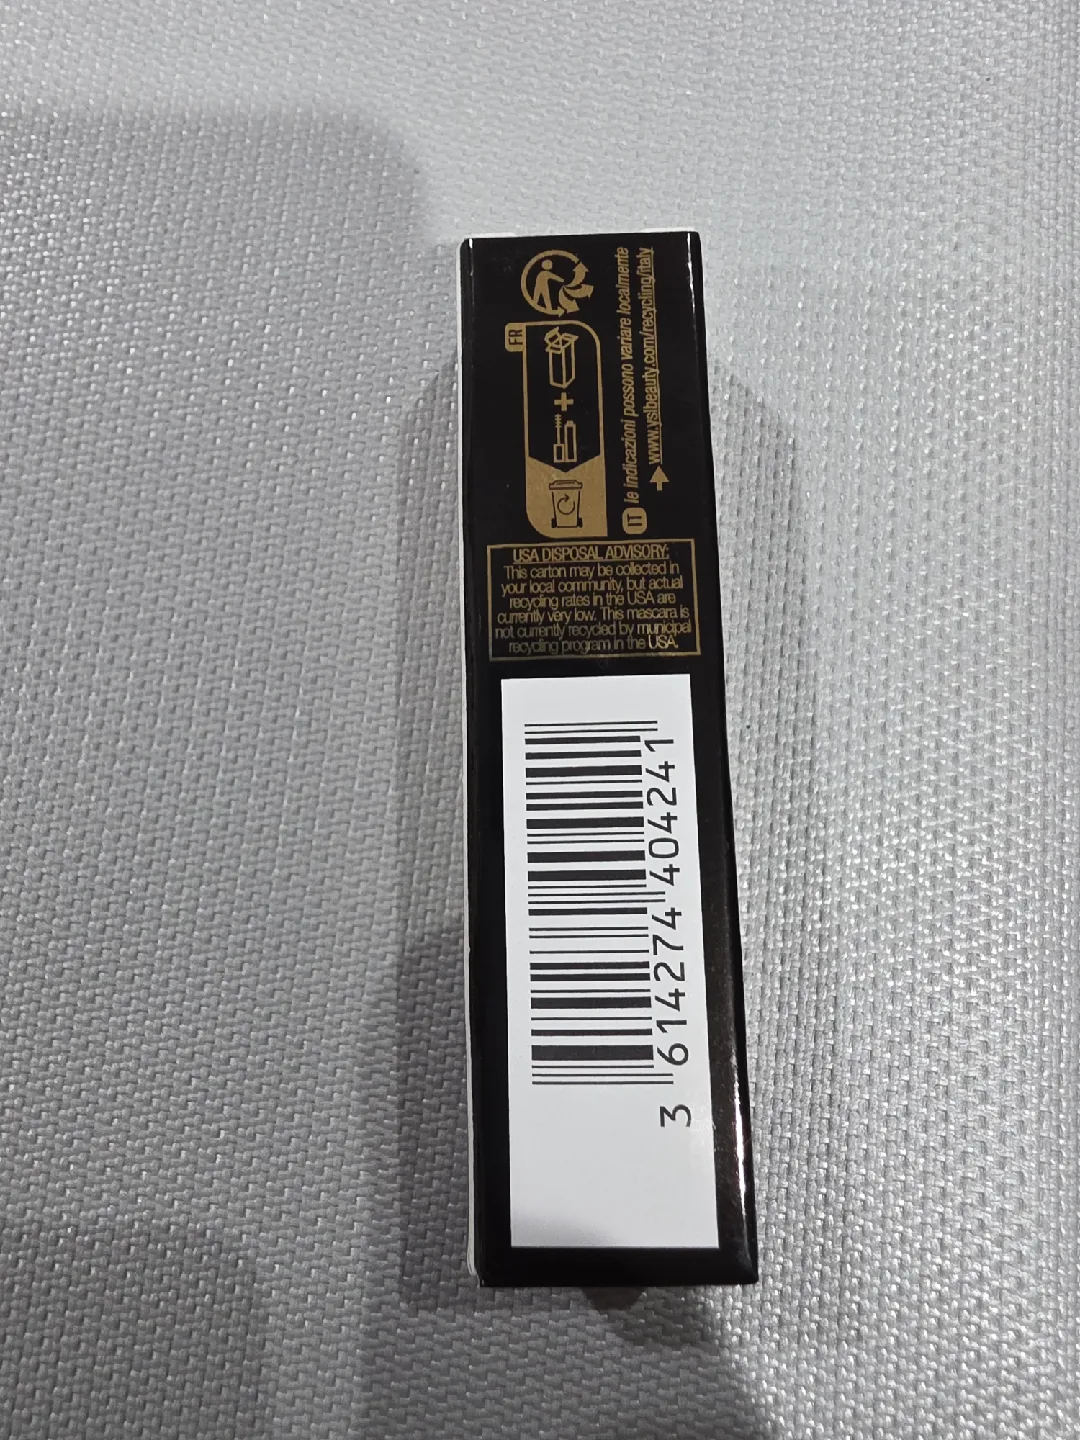 FR
IT le indicazioni possono variare localmente
www.yslbeauty.com/recycling/italy
USA DISPOSAL ADVISORY:
This carton may be collected in
your local community, but actual
recycling rates in the USA are
currently very low. This mascara is
not currently recycled by municipal
recycling program in the USA.
3 614274 404241